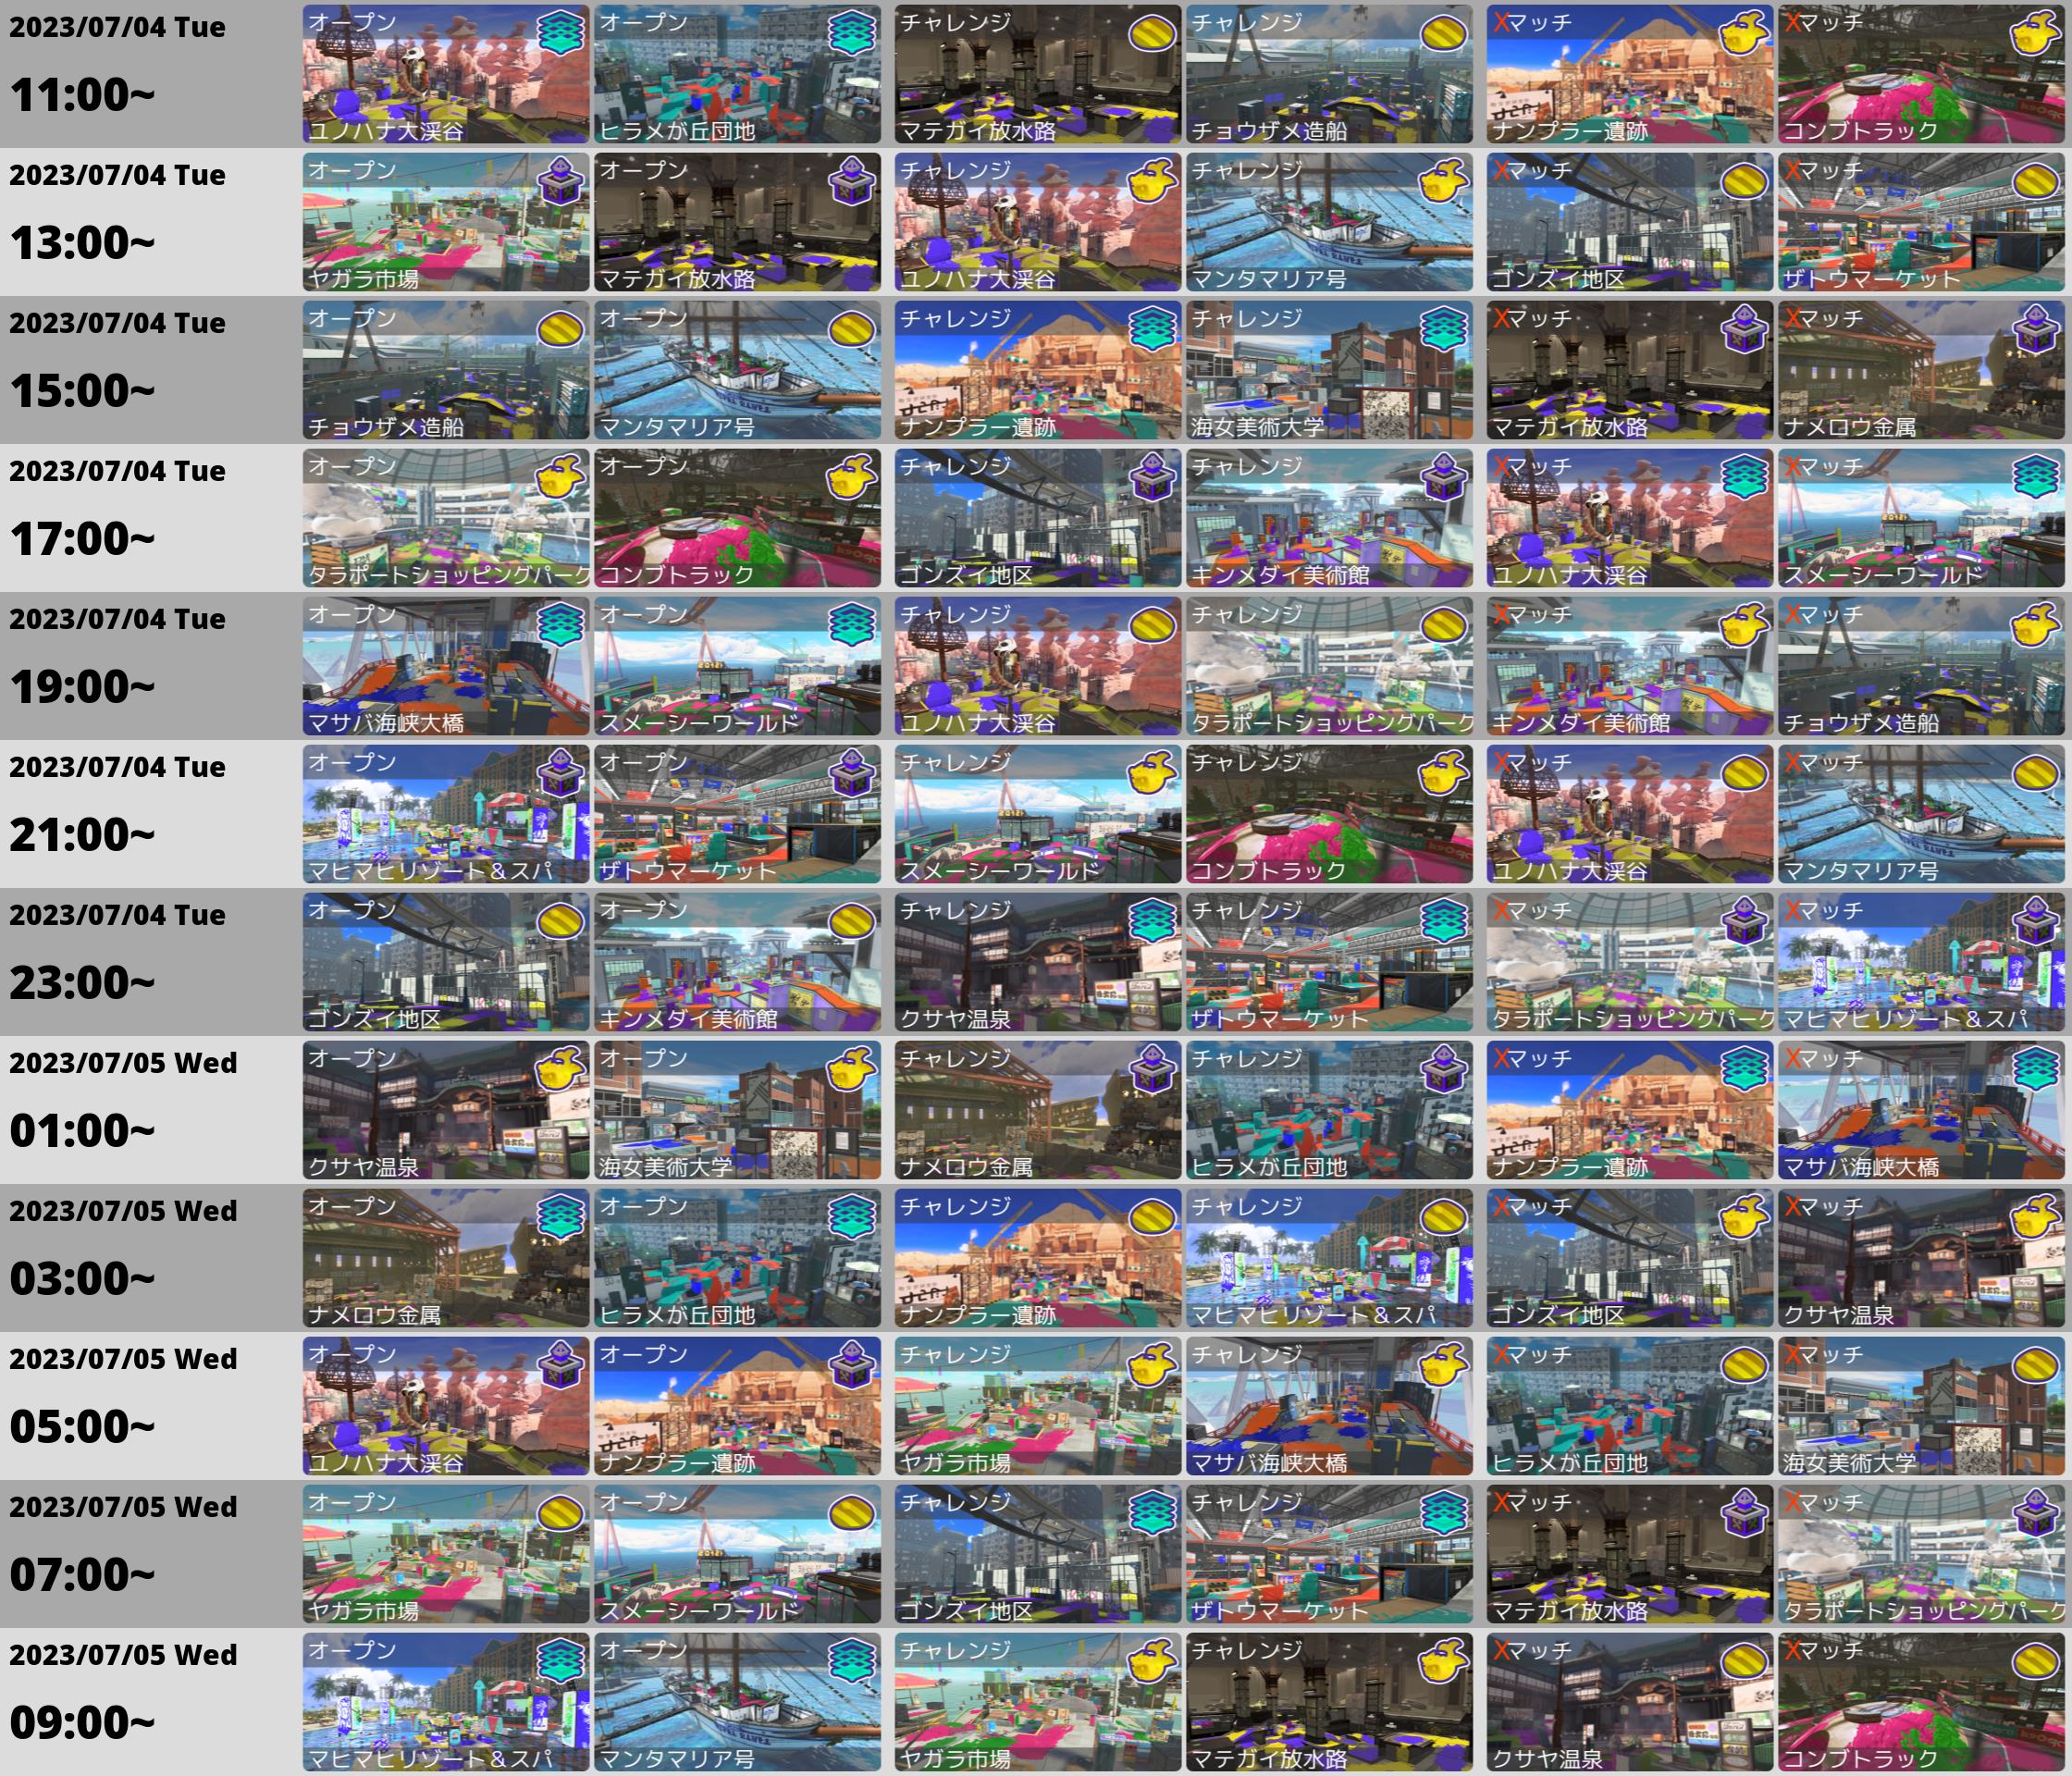 2023/07/04 Tue
11:00~
オープン
ユノハナ大渓谷
オープン
ヒラメが丘団地
チャレンジ
マテガイ放水路
チャレンジ
チョウザメ造船
Xマッチ
ナンプラー遺跡
Xマッチ
コンブトラック
2023/07/04 Tue
13:00~
オープン
ヤガラ市場
オープン
マテガイ放水路
チャレンジ
ユノハナ大渓谷
チャレンジ
マンタマリア号
Xマッチ
ゴンズイ地区
Xマッチ
ザトウマーケット
2023/07/04 Tue
15:00~
オープン
チョウザメ造船
オープン
マンタマリア号
チャレンジ
ナンプラー遺跡
チャレンジ
海女美術大学
Xマッチ
マテガイ放水路
Xマッチ
ナメロウ金属
2023/07/04 Tue
17:00~
オープン
タラポートショッピングパーク
オープン
コンブトラック
チャレンジ
ゴンズイ地区
チャレンジ
キンメダイ美術館
Xマッチ
ユノハナ大渓谷
Xマッチ
スメーシーワールド
2023/07/04 Tue
19:00~
オープン
マサバ海峡大橋
オープン
スメーシーワールド
チャレンジ
ユノハナ大渓谷
チャレンジ
タラポートショッピングパーク
Xマッチ
キンメダイ美術館
Xマッチ
チョウザメ造船
2023/07/04 Tue
21:00~
オープン
マヒマヒリゾート&スパ
オープン
ザトウマーケット
チャレンジ
スメーシーワールド
チャレンジ
コンブトラック
Xマッチ
ユノハナ大渓谷
Xマッチ
マンタマリア号
2023/07/04 Tue
23:00~
オープン
ゴンズイ地区
オープン
キンメダイ美術館
チャレンジ
クサヤ温泉
チャレンジ
ザトウマーケット
Xマッチ
タラポートショッピングパーク
Xマッチ
マヒマヒリゾート&スパ
2023/07/05 Wed
01:00~
オープン
クサヤ温泉
オープン
海女美術大学
チャレンジ
ナメロウ金属
チャレンジ
ヒラメが丘団地
Xマッチ
ナンプラー遺跡
Xマッチ
マサバ海峡大橋
2023/07/05 Wed
03:00~
オープン
ナメロウ金属
オープン
ヒラメが丘団地
チャレンジ
ナンプラー遺跡
チャレンジ
マヒマヒリゾート&スパ
Xマッチ
ゴンズイ地区
Xマッチ
クサヤ温泉
2023/07/05 Wed
05:00~
オープン
ユノハナ大渓谷
オープン
ナンプラー遺跡
チャレンジ
ヤガラ市場
チャレンジ
マサバ海峡大橋
Xマッチ
ヒラメが丘団地
Xマッチ
海女美術大学
2023/07/05 Wed
07:00~
オープン
ヤガラ市場
オープン
スメーシーワールド
チャレンジ
ゴンズイ地区
チャレンジ
ザトウマーケット
Xマッチ
マテガイ放水路
Xマッチ
タラポートショッピングパーク
2023/07/05 Wed
09:00~
オープン
マヒマヒリゾート&スパ
オープン
マンタマリア号
チャレンジ
ヤガラ市場
チャレンジ
マテガイ放水路
Xマッチ
クサヤ温泉
Xマッチ
コンブトラック